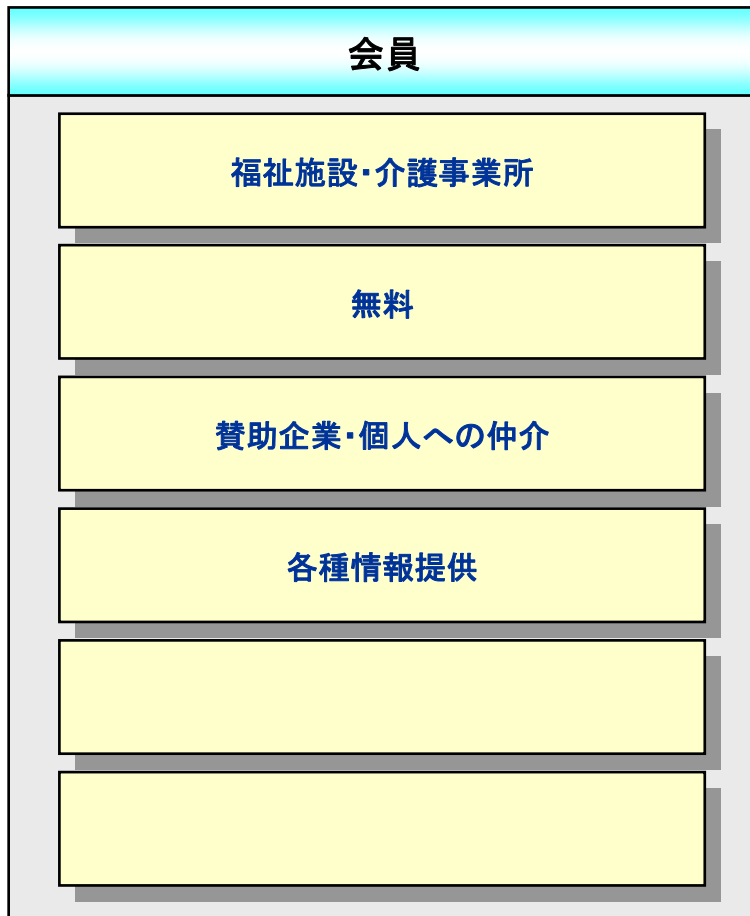 会員
福祉施設・介護事業所
無料
賛助企業・個人への仲介
各種情報提供